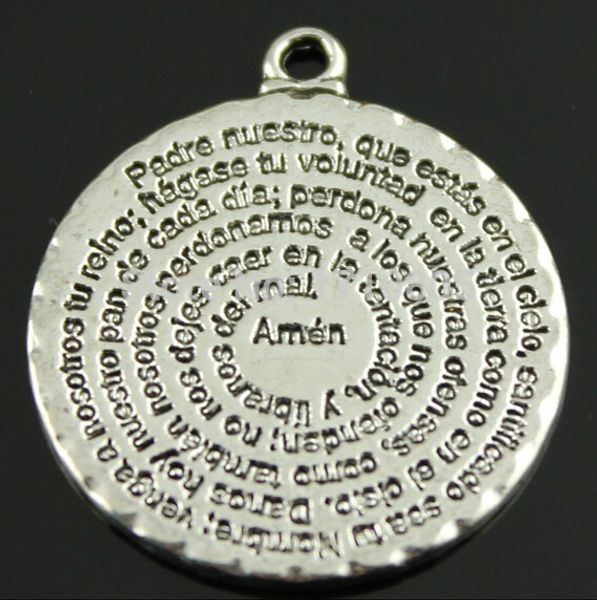 Padre nuestro, que estás en el cielo, santificado sea tu Nombre; venga a nosotros tu reino; hágase tu voluntad en la tierra como en el cielo. Danos hoy nuestro pan de cada día; perdona nuestras ofensas, como también nosotros perdonamos a los que nos ofenden; no nos dejes caer en la tentación, y líbranos del mal.
Amén